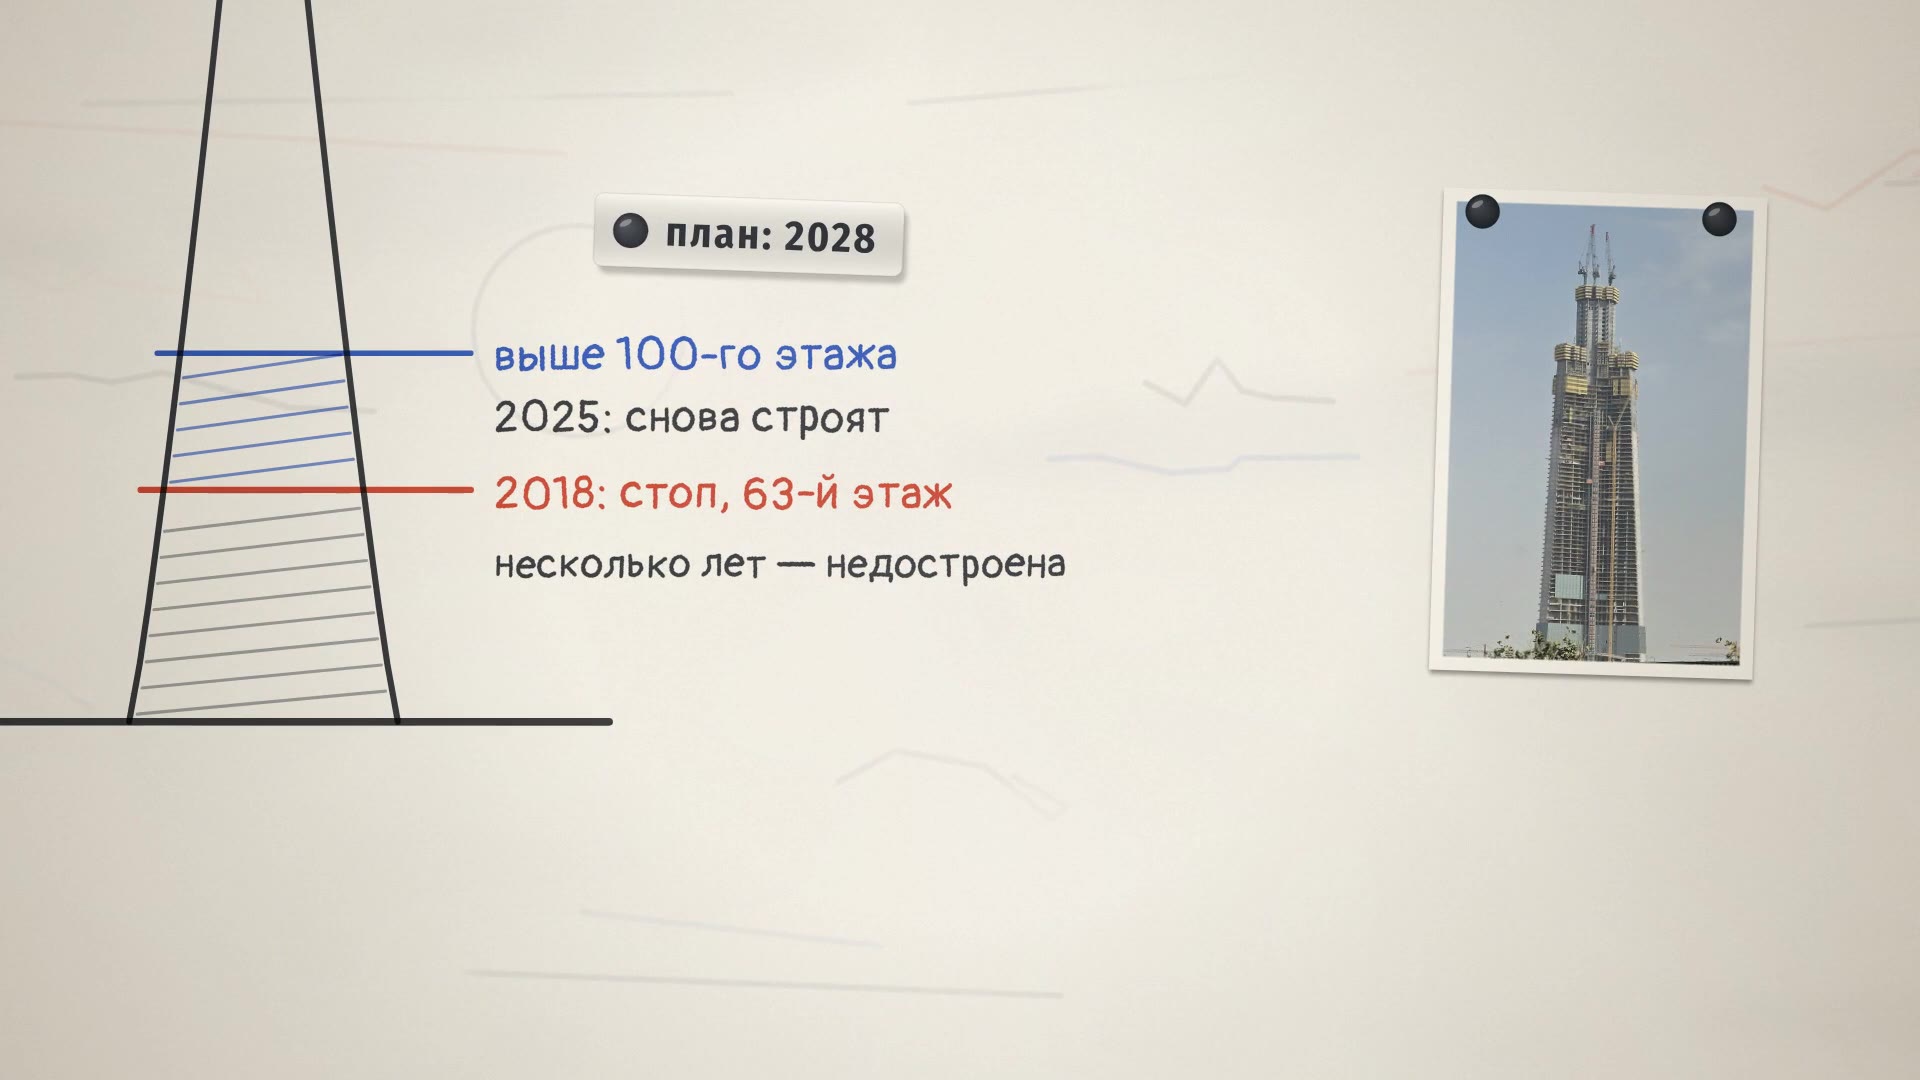 план: 2028
выше 100-го этажа
2025: снова строят
2018: стоп, 63-й этаж
несколько лет — недостроена